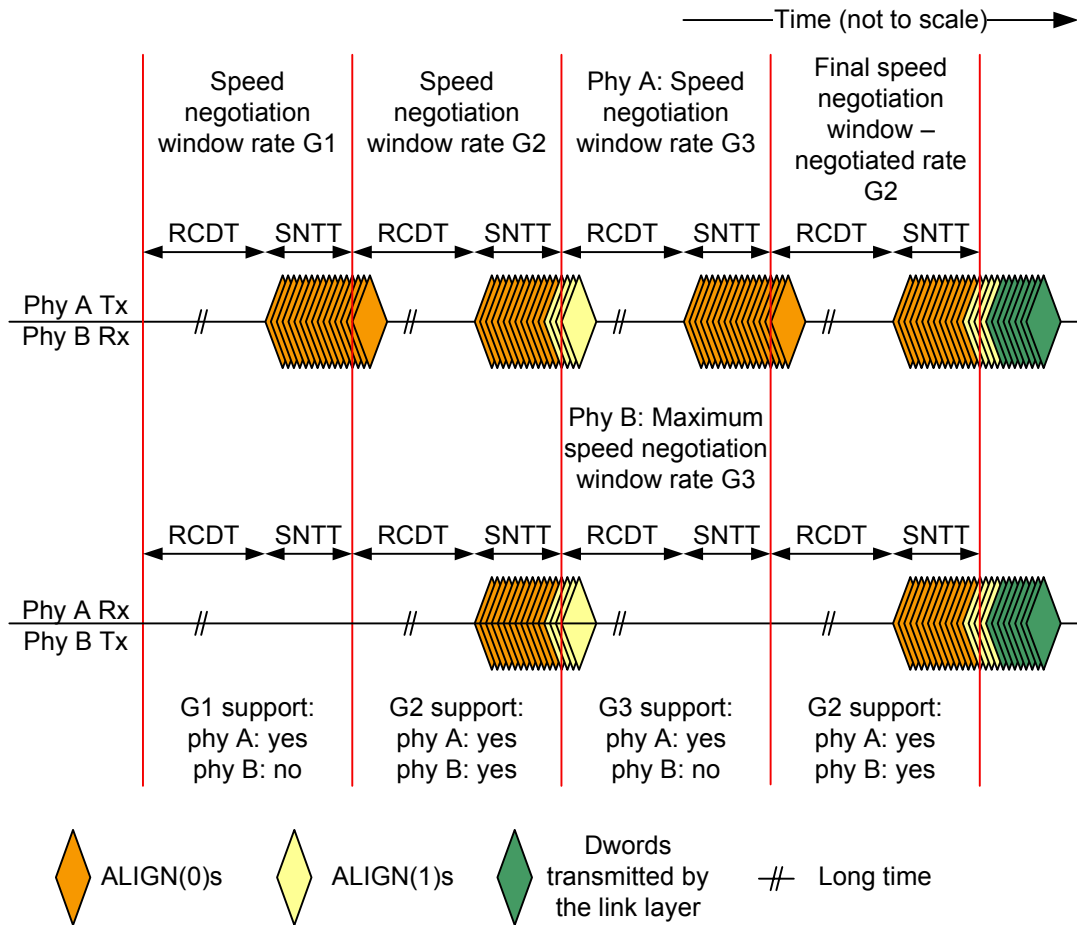 Time (not to scale)
Speed
negotiation
window rate G1
Speed
negotiation
window rate G2
Phy A: Speed
negotiation
window rate G3
Final speed
negotiation
window –
negotiated rate
G2
RCDT SNTT RCDT SNTT RCDT SNTT RCDT SNTT
Phy A Tx
Phy B Rx
Phy B: Maximum
speed negotiation
window rate G3
RCDT SNTT RCDT SNTT RCDT SNTT RCDT SNTT
Phy A Rx
Phy B Tx
G1 support:
phy A: yes
phy B: no
G2 support:
phy A: yes
phy B: yes
G3 support:
phy A: yes
phy B: no
G2 support:
phy A: yes
phy B: yes
ALIGN(0)s
ALIGN(1)s
Dwords
transmitted by
the link layer
Long time